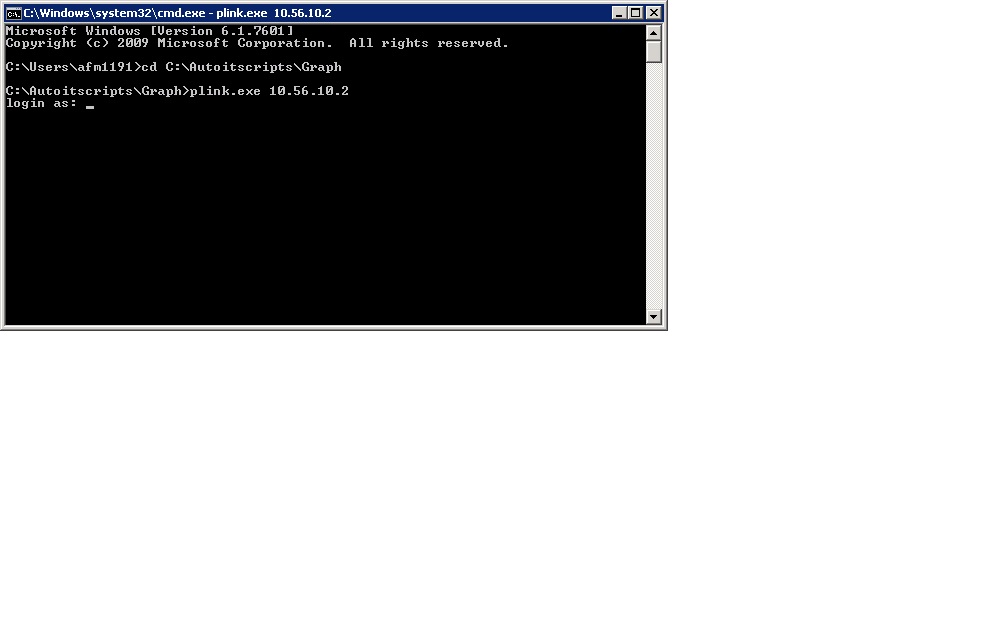 C:\Windows\system32\cmd.exe - plink.exe 10.56.10.2
Microsoft Windows [Version 6.1.7601]
Copyright (c) 2009 Microsoft Corporation.  All rights reserved.
C:\Users\afm1191>cd C:\Autoitscripts\Graph
C:\Autoitscripts\Graph>plink.exe 10.56.10.2
login as: _